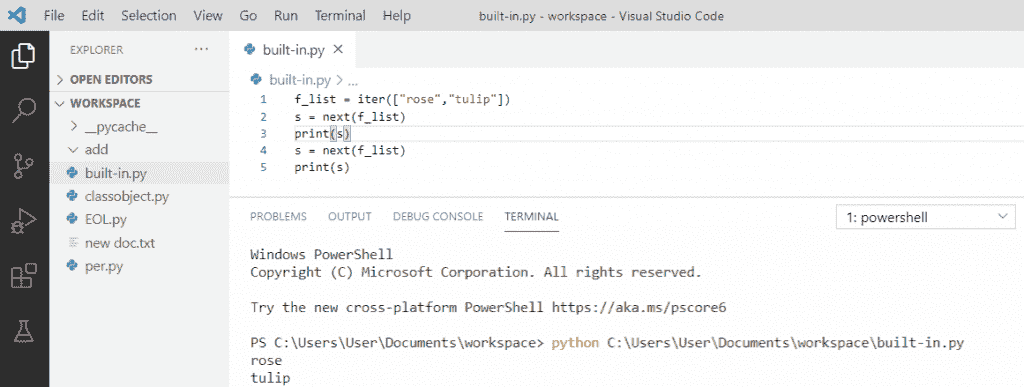 File Edit Selection View Go Run Terminal Help built-in.py - workspace - Visual Studio Code
EXPLORER ...
OPEN EDITORS
WORKSPACE
__pycache__
add
built-in.py
classobject.py
EOL.py
new doc.txt
per.py
built-in.py
built-in.py > ...
1 f_list = iter(["rose","tulip"])
2 s = next(f_list)
3 print(s)
4 s = next(f_list)
5 print(s)
PROBLEMS OUTPUT DEBUG CONSOLE TERMINAL 1: powershell
Windows PowerShell
Copyright (C) Microsoft Corporation. All rights reserved.
Try the new cross-platform PowerShell https://aka.ms/pscore6
PS C:\Users\User\Documents\workspace> python C:\Users\User\Documents\workspace\built-in.py
rose
tulip